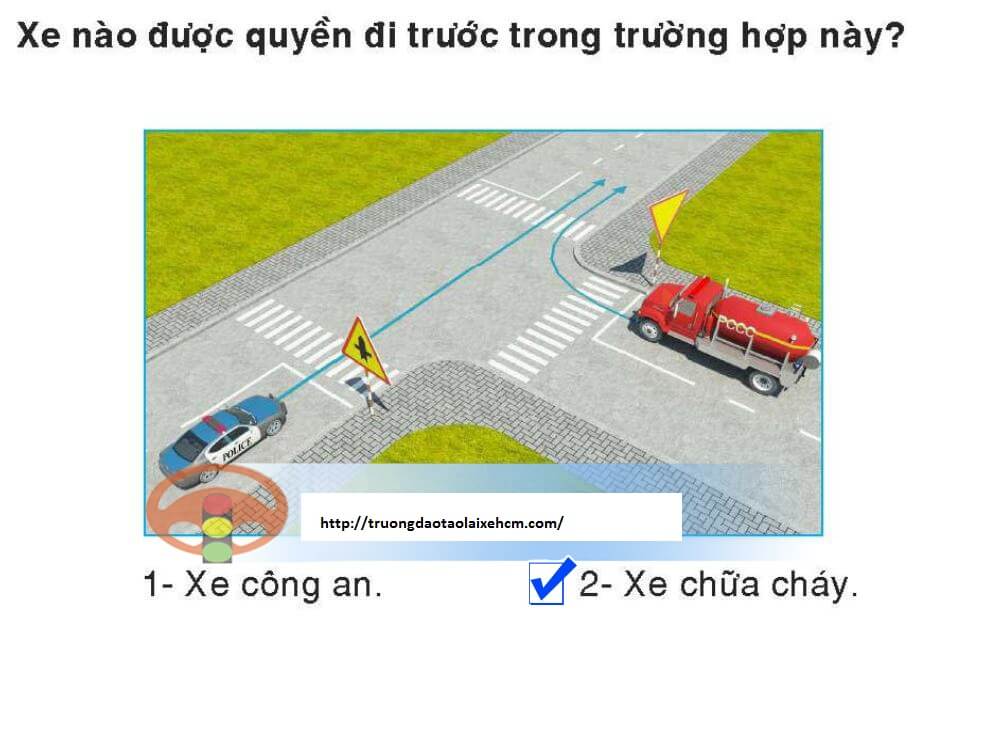 Xe nào được quyền đi trước trong trường hợp này?
PCCC
POLICE
http://truongdaotaolaixehcm.com/
1- Xe công an.
2- Xe chữa cháy.